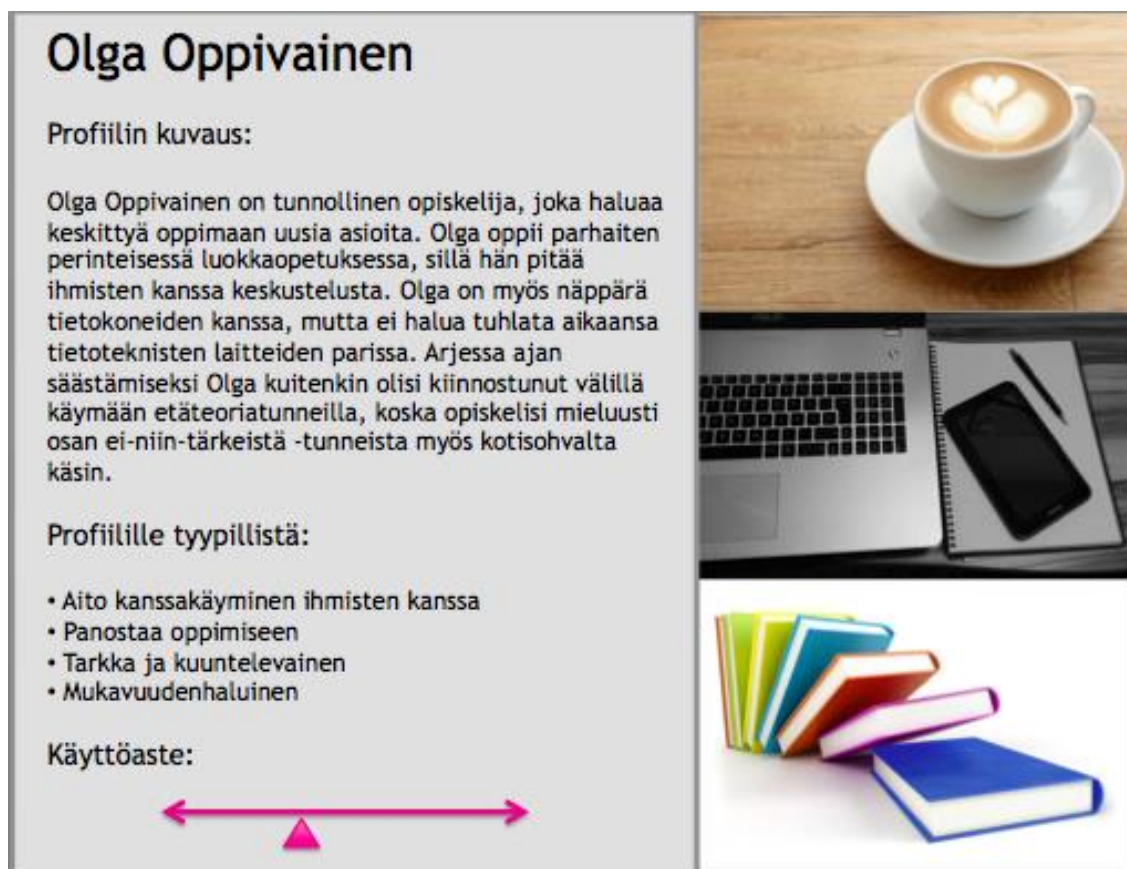 Olga Oppivainen
Profiilin kuvaus:
Olga Oppivainen on tunnollinen opiskelija, joka haluaa
keskittyä oppimaan uusia asioita. Olga oppii parhaiten
perinteisessä luokkaopetuksessa, sillä hän pitää
ihmisten kanssa keskustelusta. Olga on myös näppärä
tietokoneiden kanssa, mutta ei halua tuhlata aikaansa
tietoteknisten laitteiden parissa. Arjessa ajan
säästämiseksi Olga kuitenkin olisi kiinnostunut välillä
käymään etäteoriatunneilla, koska opiskelisi mieluusti
osan ei-niin-tärkeistä -tunneista myös kotisohvalta
käsin.
Profiilille tyypillistä:
• Aito kanssakäyminen ihmisten kanssa
• Panostaa oppimiseen
• Tarkka ja kuuntelevainen
• Mukavuudenhaluinen
Käyttöaste: